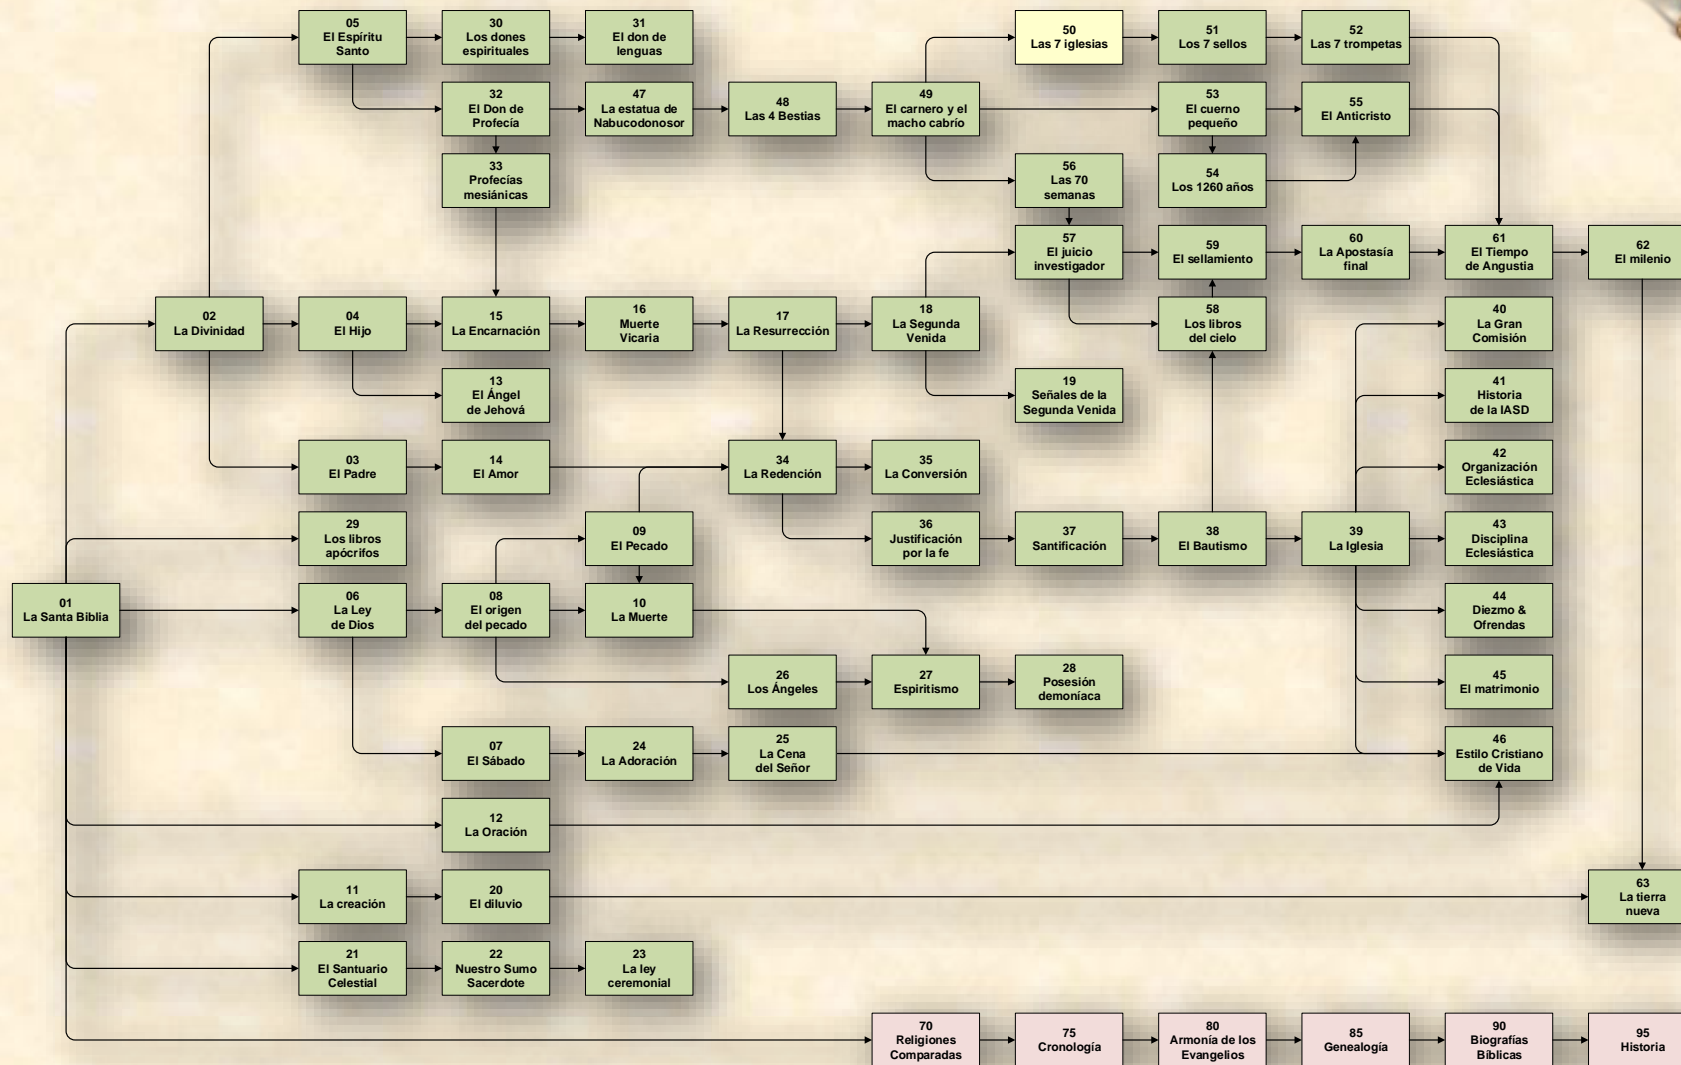 05
El Espíritu
Santo
30
Los dones
espirituales
31
El don de
lenguas
50
Las 7 iglesias
51
Los 7 sellos
52
Las 7 trompetas
32
El Don de
Profecía
47
La estatua de
Nabucodonosor
48
Las 4 Bestias
49
El carnero y el
macho cabrío
53
El cuerno
pequeño
55
El Anticristo
33
Profecías
mesiánicas
56
Las 70
semanas
54
Los 1260 años
57
El juicio
investigador
59
El sellamiento
60
La Apostasía
final
61
El Tiempo
de Angustia
62
El milenio
02
La Divinidad
04
El Hijo
15
La Encarnación
16
Muerte
Vicaria
17
La Resurrección
18
La Segunda
Venida
58
Los libros
del cielo
40
La Gran
Comisión
13
El Ángel
de Jehová
19
Señales de la
Segunda Venida
41
Historia
de la IASD
03
El Padre
14
El Amor
34
La Redención
35
La Conversión
42
Organización
Eclesiástica
29
Los libros
apócrifos
09
El Pecado
36
Justificación
por la fe
37
Santificación
38
El Bautismo
39
La Iglesia
43
Disciplina
Eclesiástica
01
La Santa Biblia
06
La Ley
de Dios
08
El origen
del pecado
10
La Muerte
44
Diezmo &
Ofrendas
26
Los Ángeles
27
Espiritismo
28
Posesión
demoníaca
45
El matrimonio
07
El Sábado
24
La Adoración
25
La Cena
del Señor
46
Estilo Cristiano
de Vida
12
La Oración
11
La creación
20
El diluvio
63
La tierra
nueva
21
El Santuario
Celestial
22
Nuestro Sumo
Sacerdote
23
La ley
ceremonial
70
Religiones
Comparadas
75
Cronología
80
Armonía de los
Evangelios
85
Genealogía
90
Biografías
Bíblicas
95
Historia